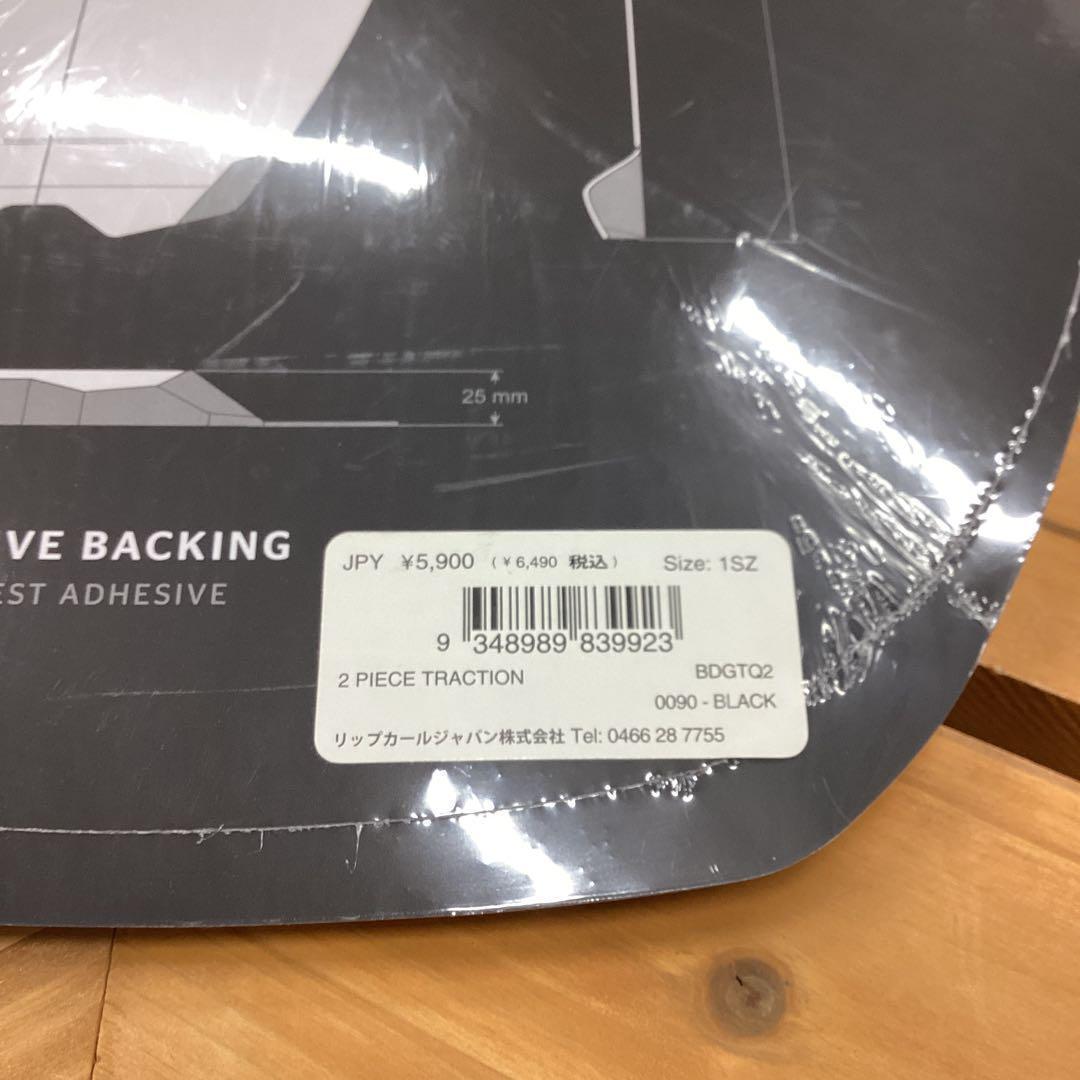 25 mm
VE BACKING
EST ADHESIVE
JPY ¥5,900 (¥6,490 税込) Size: 1SZ
9 348989 839923
2 PIECE TRACTION BDGTQ2
0090 - BLACK
リップカールジャパン株式会社 Tel: 0466 28 7755